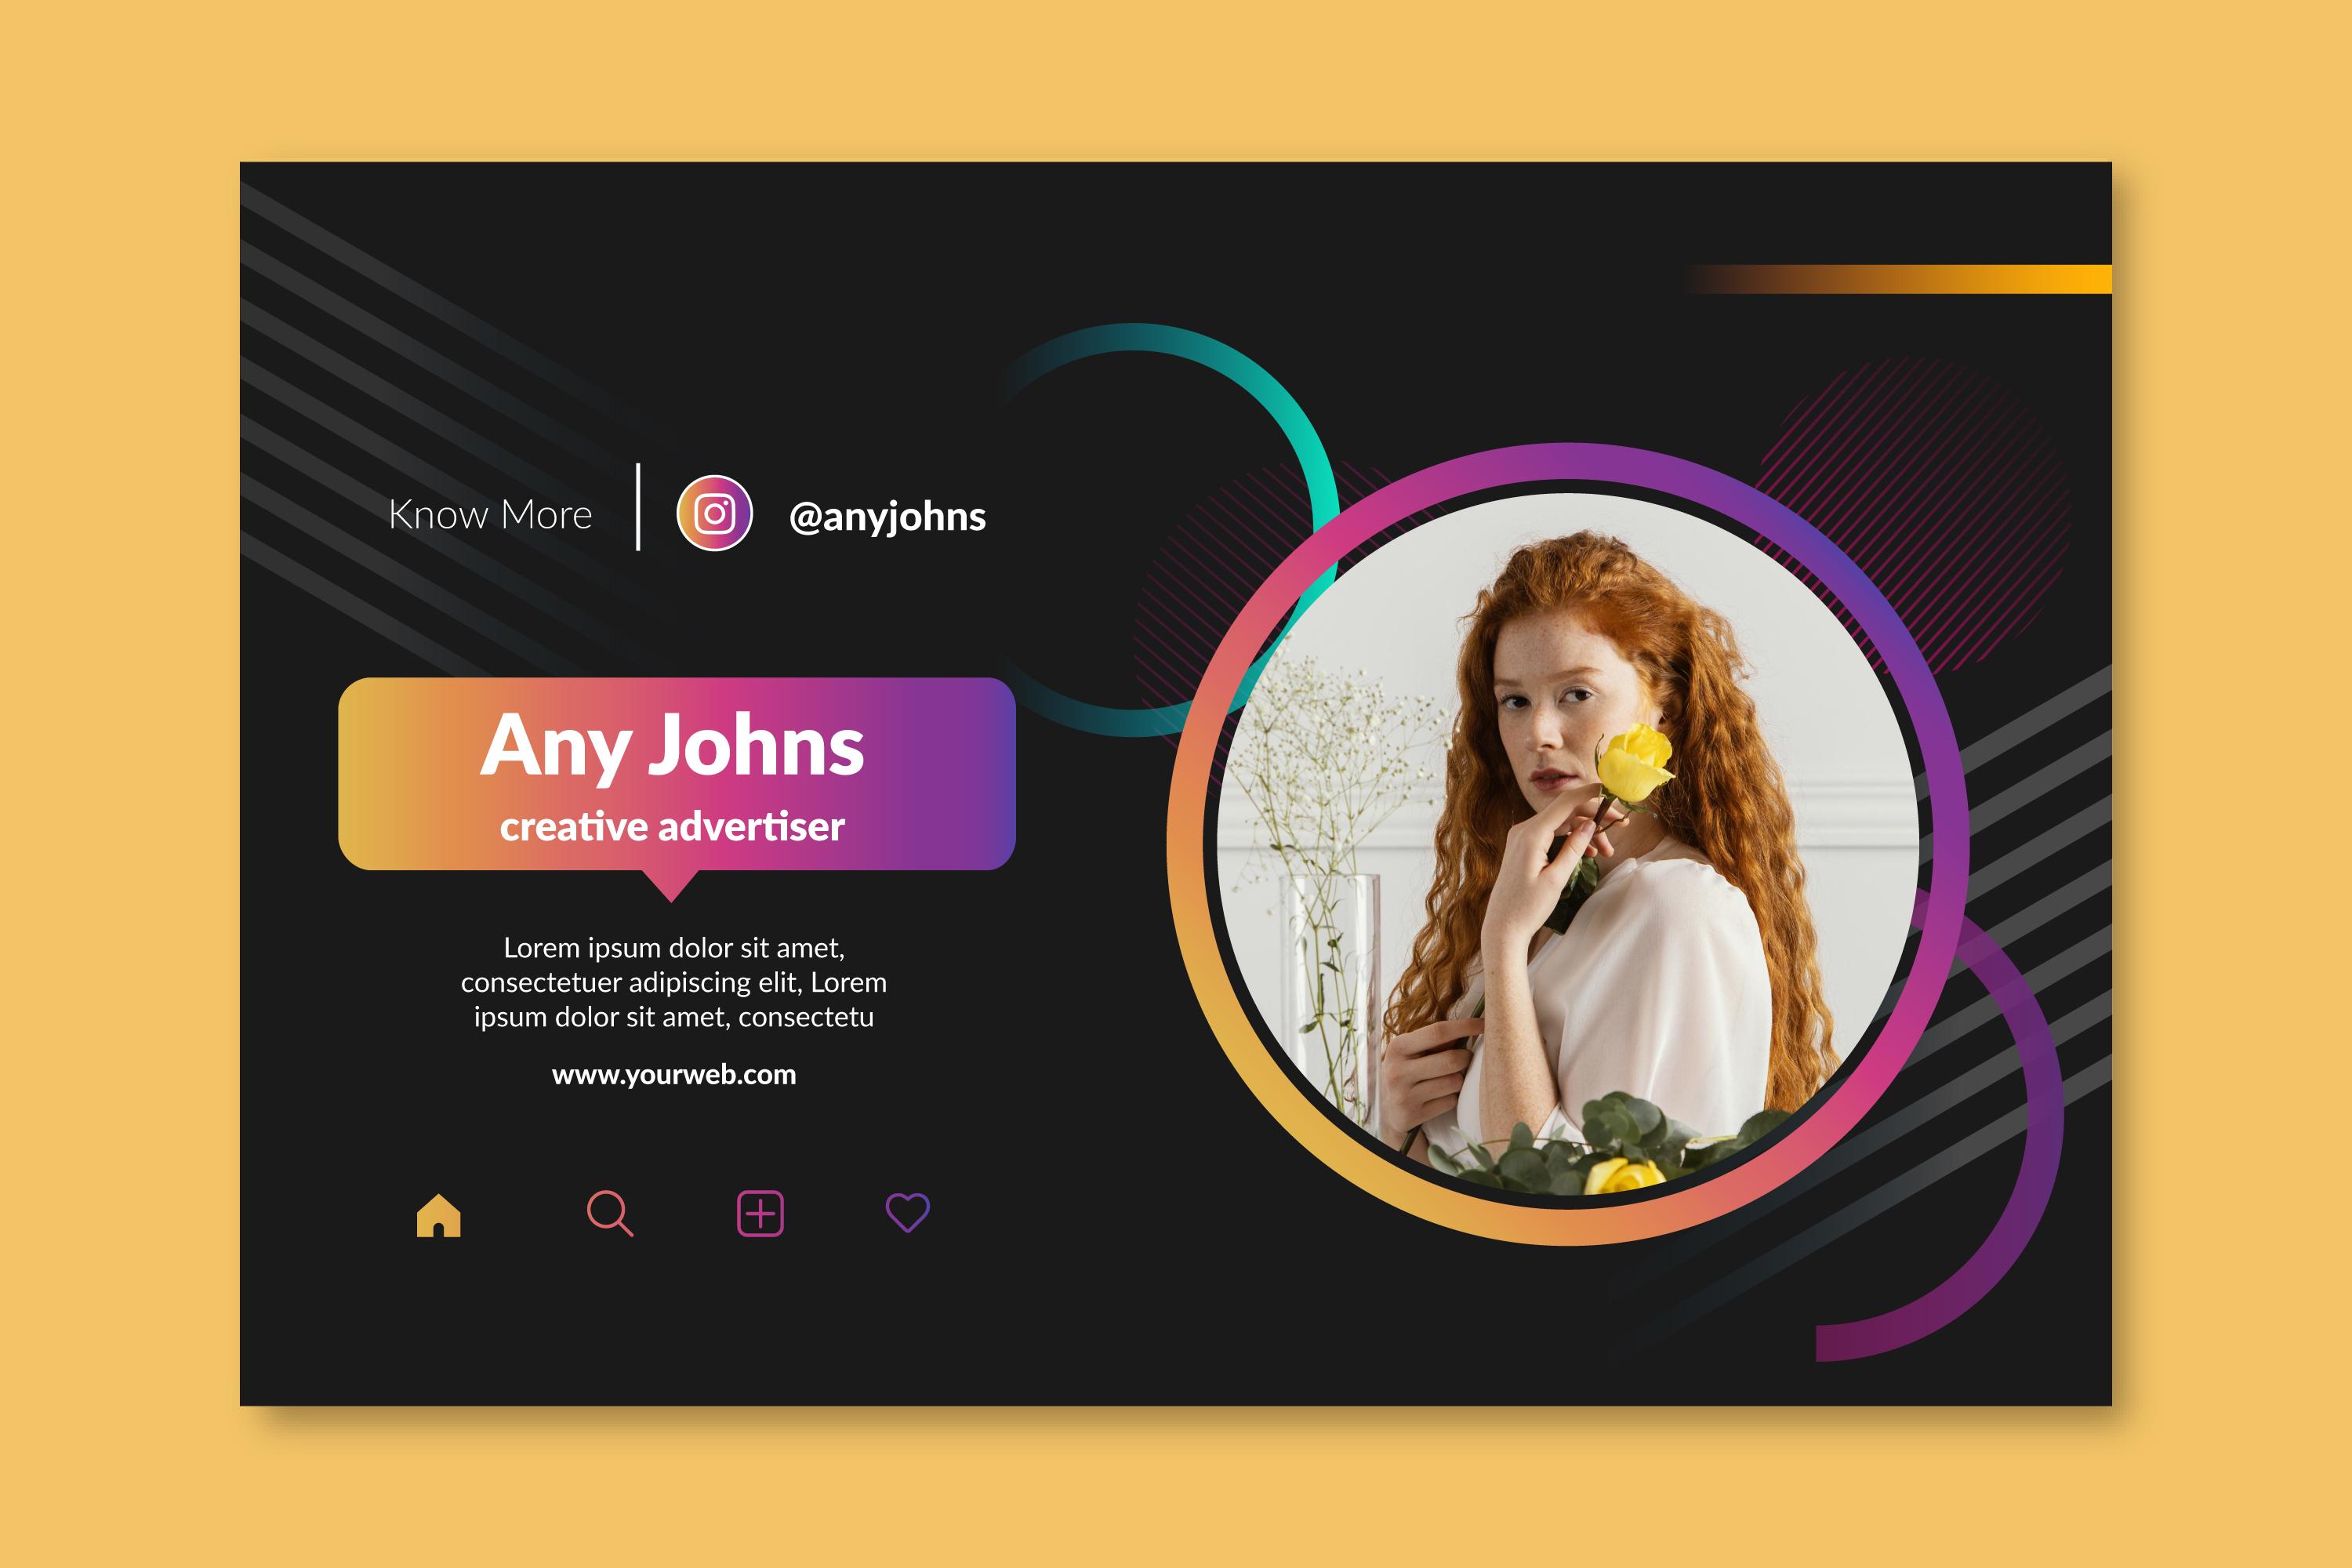 Know More
@anyjohns
Any Johns
creative advertiser
Lorem ipsum dolor sit amet,
consectetuer adipiscing elit, Lorem
ipsum dolor sit amet, consectetu
www.yourweb.com